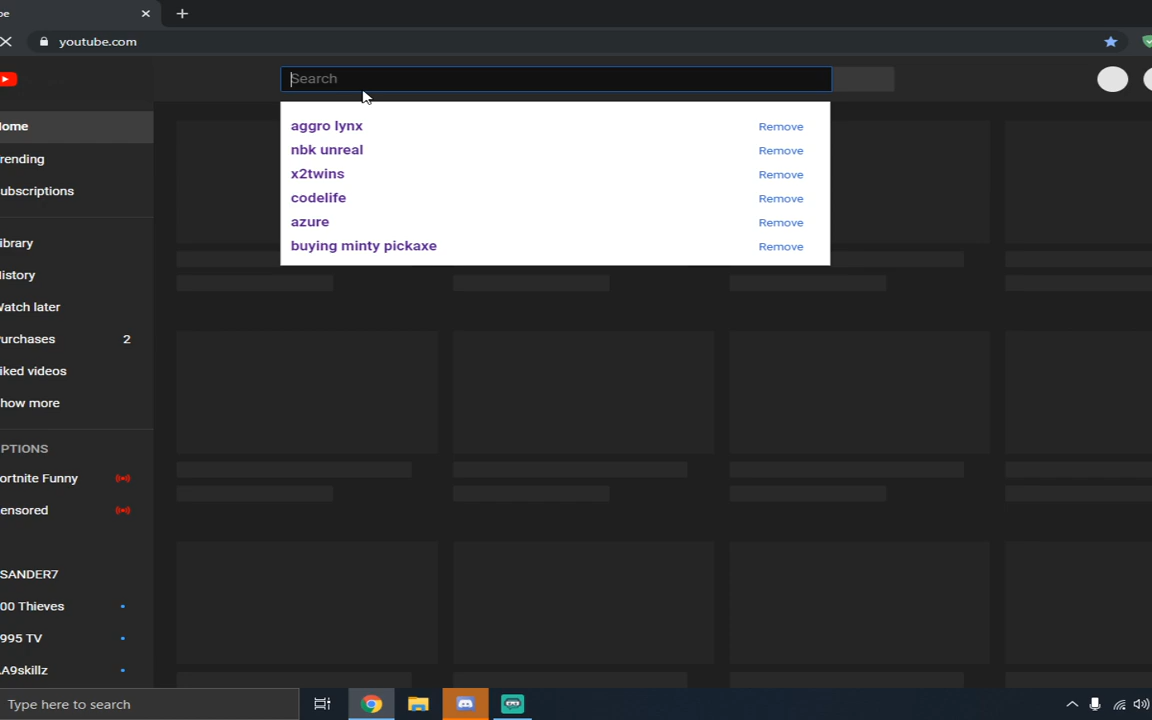 be
youtube.com
Search
aggro lynx Remove
nbk unreal Remove
x2twins Remove
codelife Remove
azure Remove
buying minty pickaxe Remove
ome
rending
ubscriptions
ibrary
istory
atch later
urchases 2
iked videos
how more
PTIONS
ortnite Funny
ensored
SANDER7
00 Thieves
995 TV
A9skillz
Type here to search